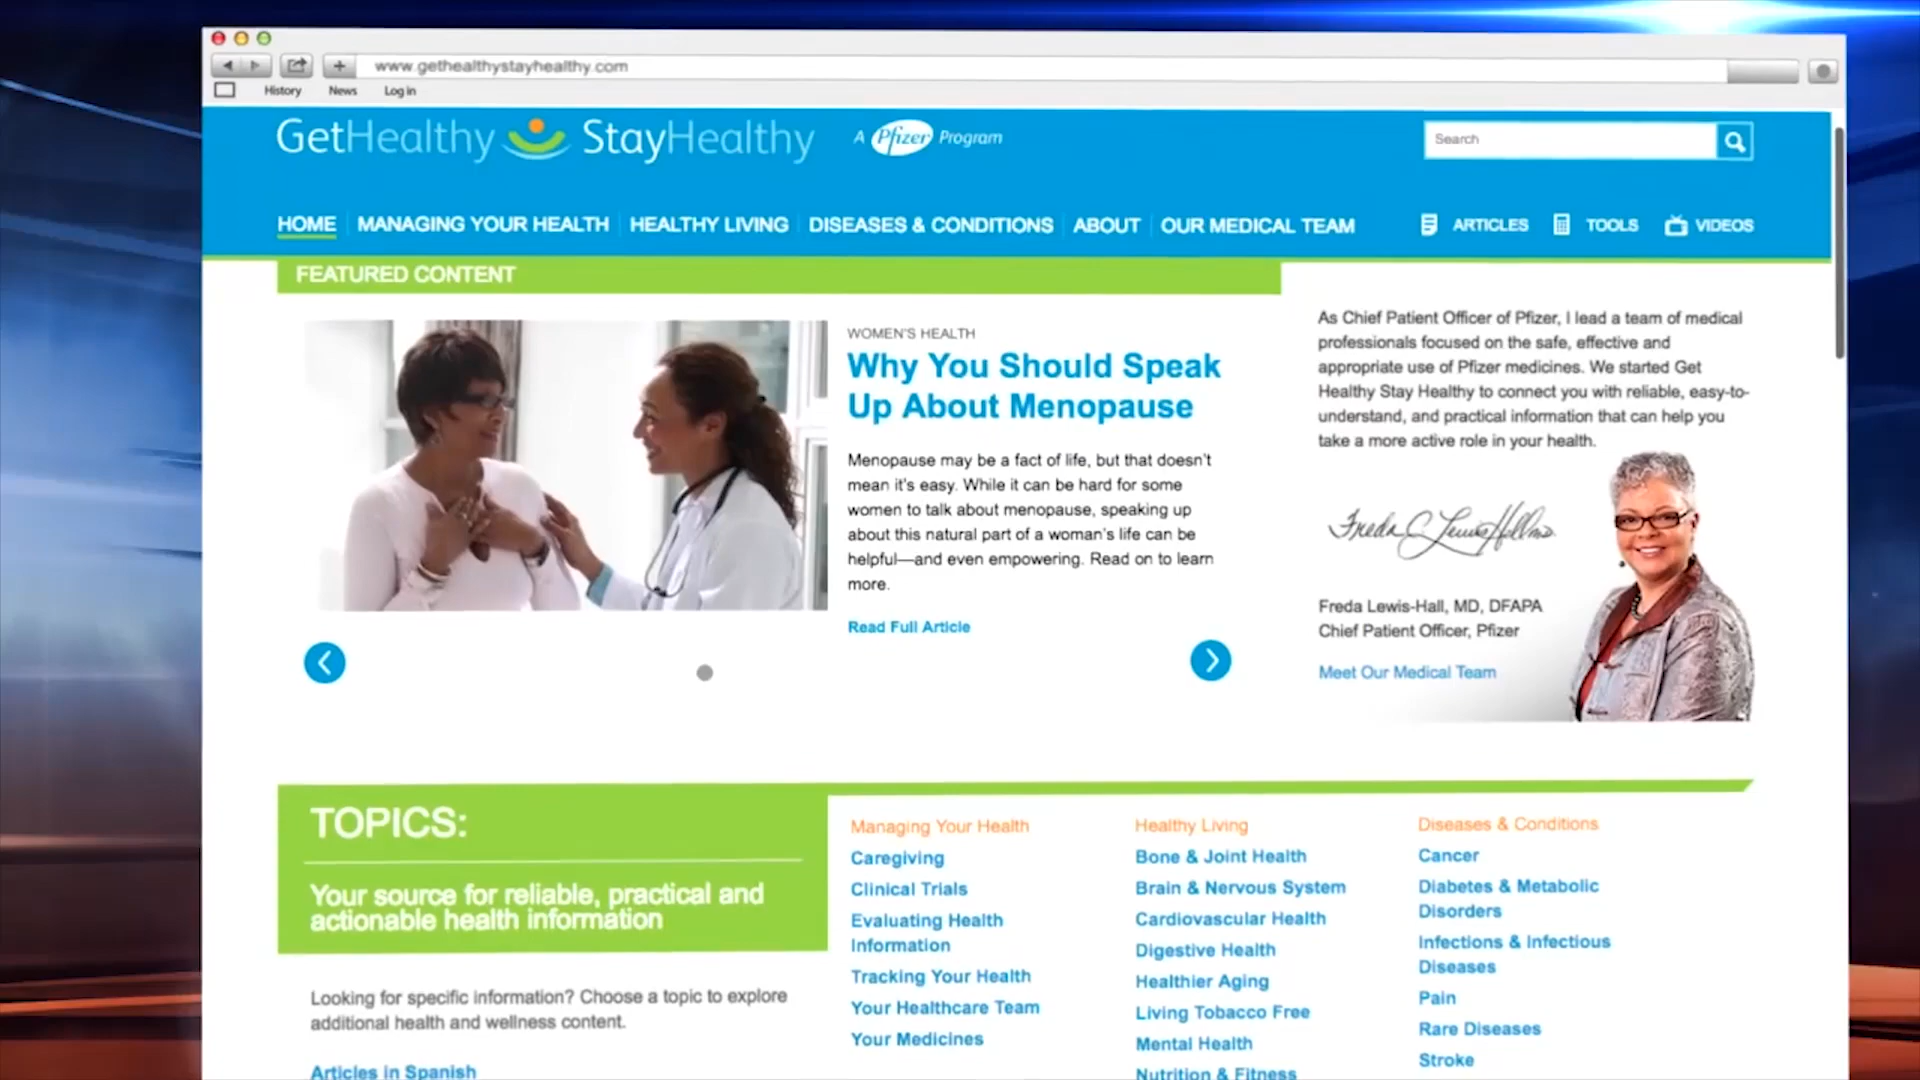 www.gethealthystayhealthy.com
History News Log in
GetHealthy StayHealthy
A Pfizer Program
Search
HOME MANAGING YOUR HEALTH HEALTHY LIVING DISEASES & CONDITIONS ABOUT OUR MEDICAL TEAM
ARTICLES TOOLS VIDEOS
FEATURED CONTENT
WOMEN'S HEALTH
Why You Should Speak
Up About Menopause
Menopause may be a fact of life, but that doesn't
mean it's easy. While it can be hard for some
women to talk about menopause, speaking up
about this natural part of a woman's life can be
helpful—and even empowering. Read on to learn
more.
Read Full Article
As Chief Patient Officer of Pfizer, I lead a team of medical
professionals focused on the safe, effective and
appropriate use of Pfizer medicines. We started Get
Healthy Stay Healthy to connect you with reliable, easy-to-
understand, and practical information that can help you
take a more active role in your health.
Freda Lewis-Hall, MD, DFAPA
Chief Patient Officer, Pfizer
Meet Our Medical Team
TOPICS:
Your source for reliable, practical and
actionable health information
Looking for specific information? Choose a topic to explore
additional health and wellness content.
Articles in Spanish
Managing Your Health
Caregiving
Clinical Trials
Evaluating Health
Information
Tracking Your Health
Your Healthcare Team
Your Medicines
Healthy Living
Bone & Joint Health
Brain & Nervous System
Cardiovascular Health
Digestive Health
Healthier Aging
Living Tobacco Free
Mental Health
Nutrition & Fitness
Diseases & Conditions
Cancer
Diabetes & Metabolic
Disorders
Infections & Infectious
Diseases
Pain
Rare Diseases
Stroke